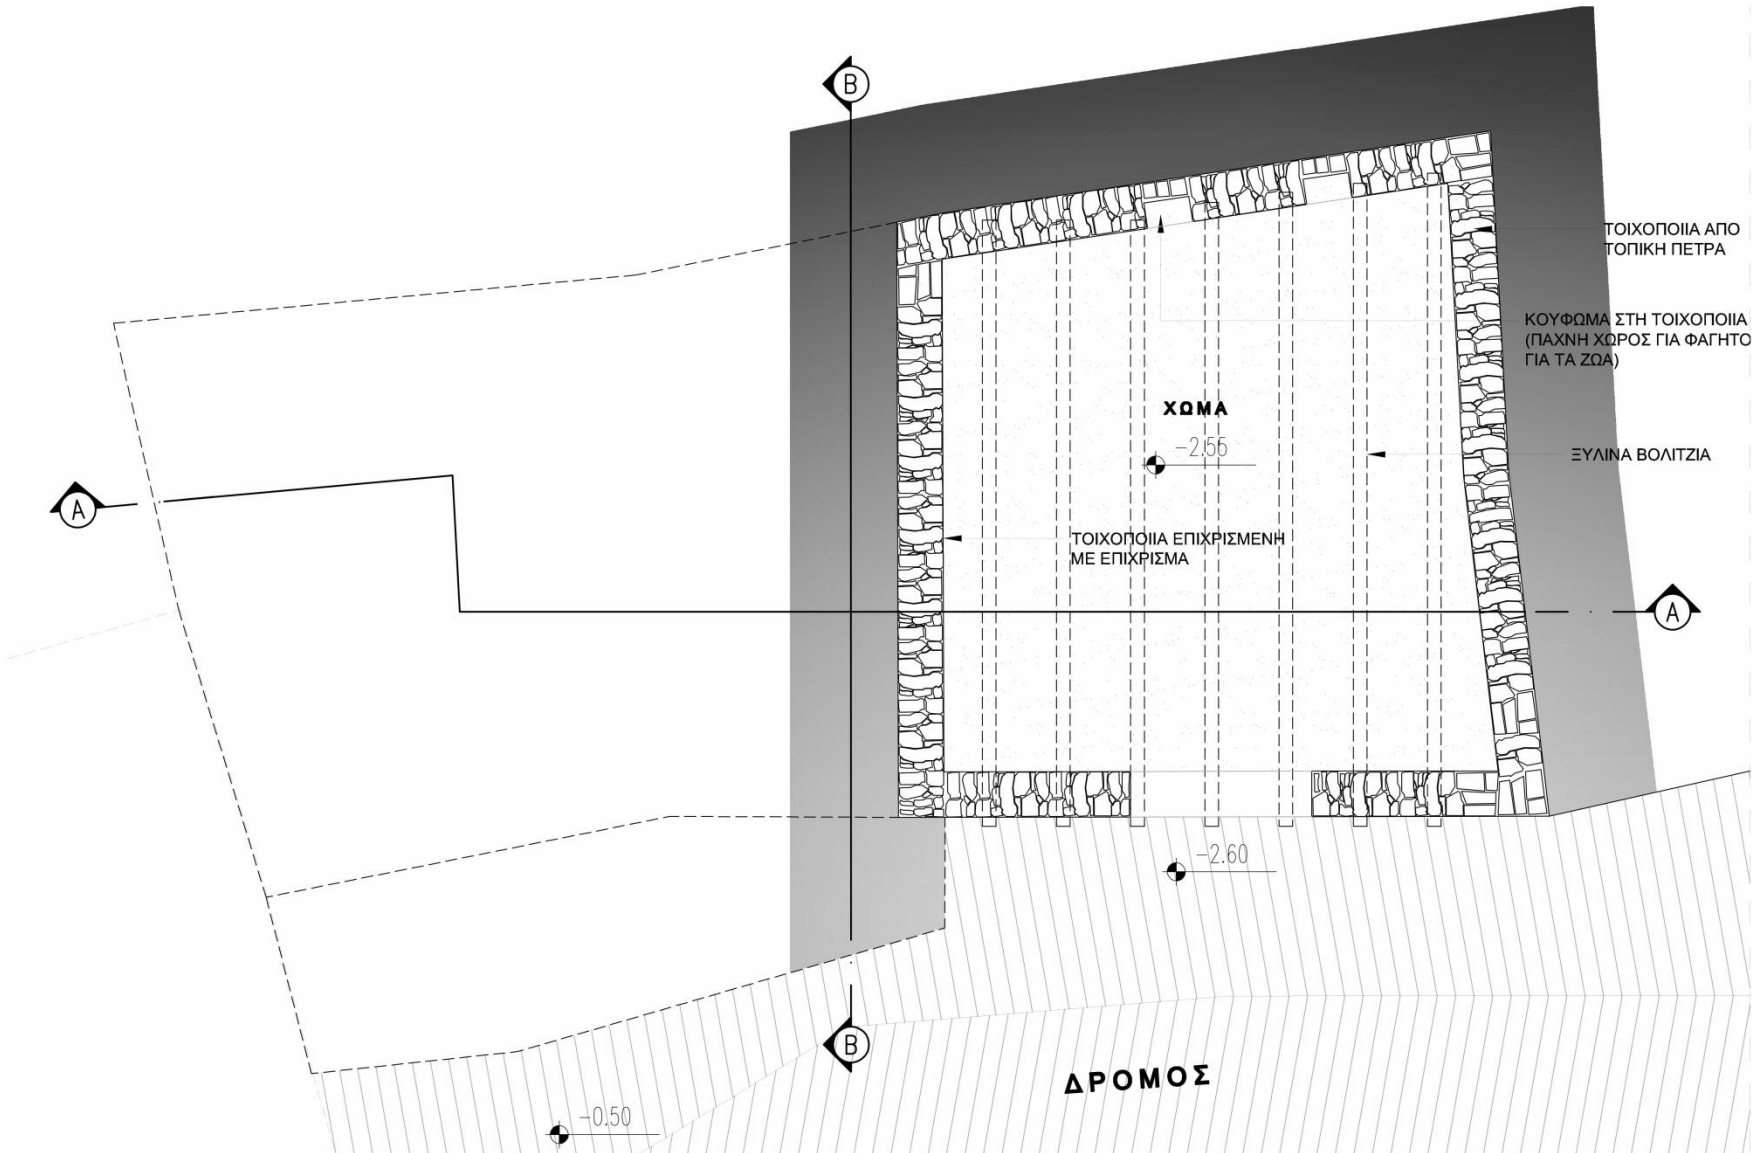 B
ΤΟΙΧΟΠΟΙΙΑ ΑΠΟ
ΤΟΠΙΚΗ ΠΕΤΡΑ
ΚΟΥΦΩΜΑ ΣΤΗ ΤΟΙΧΟΠΟΙΙΑ
(ΠΑΧΝΗ ΧΩΡΟΣ ΓΙΑ ΦΑΓΗΤΟ
ΓΙΑ ΤΑ ΖΩΑ)
ΧΩΜΑ
-2.55
ΞΥΛΙΝΑ ΒΟΛΙΤΖΙΑ
A
ΤΟΙΧΟΠΟΙΙΑ ΕΠΙΧΡΙΣΜΕΝΗ
ΜΕ ΕΠΙΧΡΙΣΜΑ
A
-2.60
B
ΔΡΟΜΟΣ
-0.50